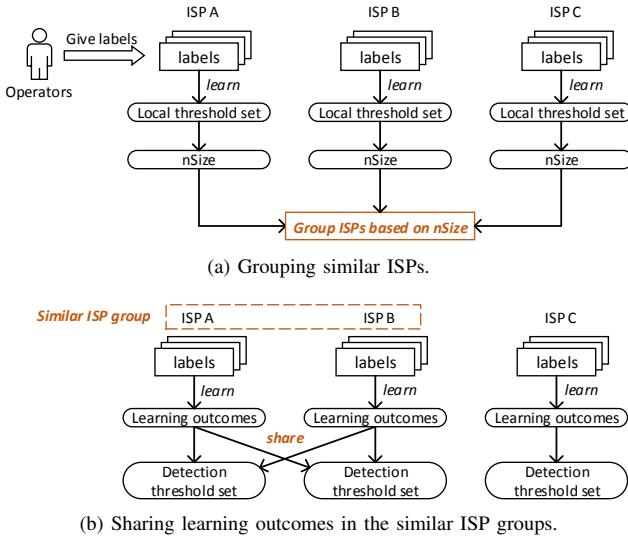 ISP A ISP B ISP C
Give labels
labels labels labels
Operators
learn learn learn
Local threshold set Local threshold set Local threshold set
nSize nSize nSize
Group ISPs based on nSize
(a) Grouping similar ISPs.
Similar ISP group ISP A ISP B ISP C
labels labels labels
learn learn learn
Learning outcomes Learning outcomes Learning outcomes
share
Detection Detection Detection
threshold set threshold set threshold set
(b) Sharing learning outcomes in the similar ISP groups.